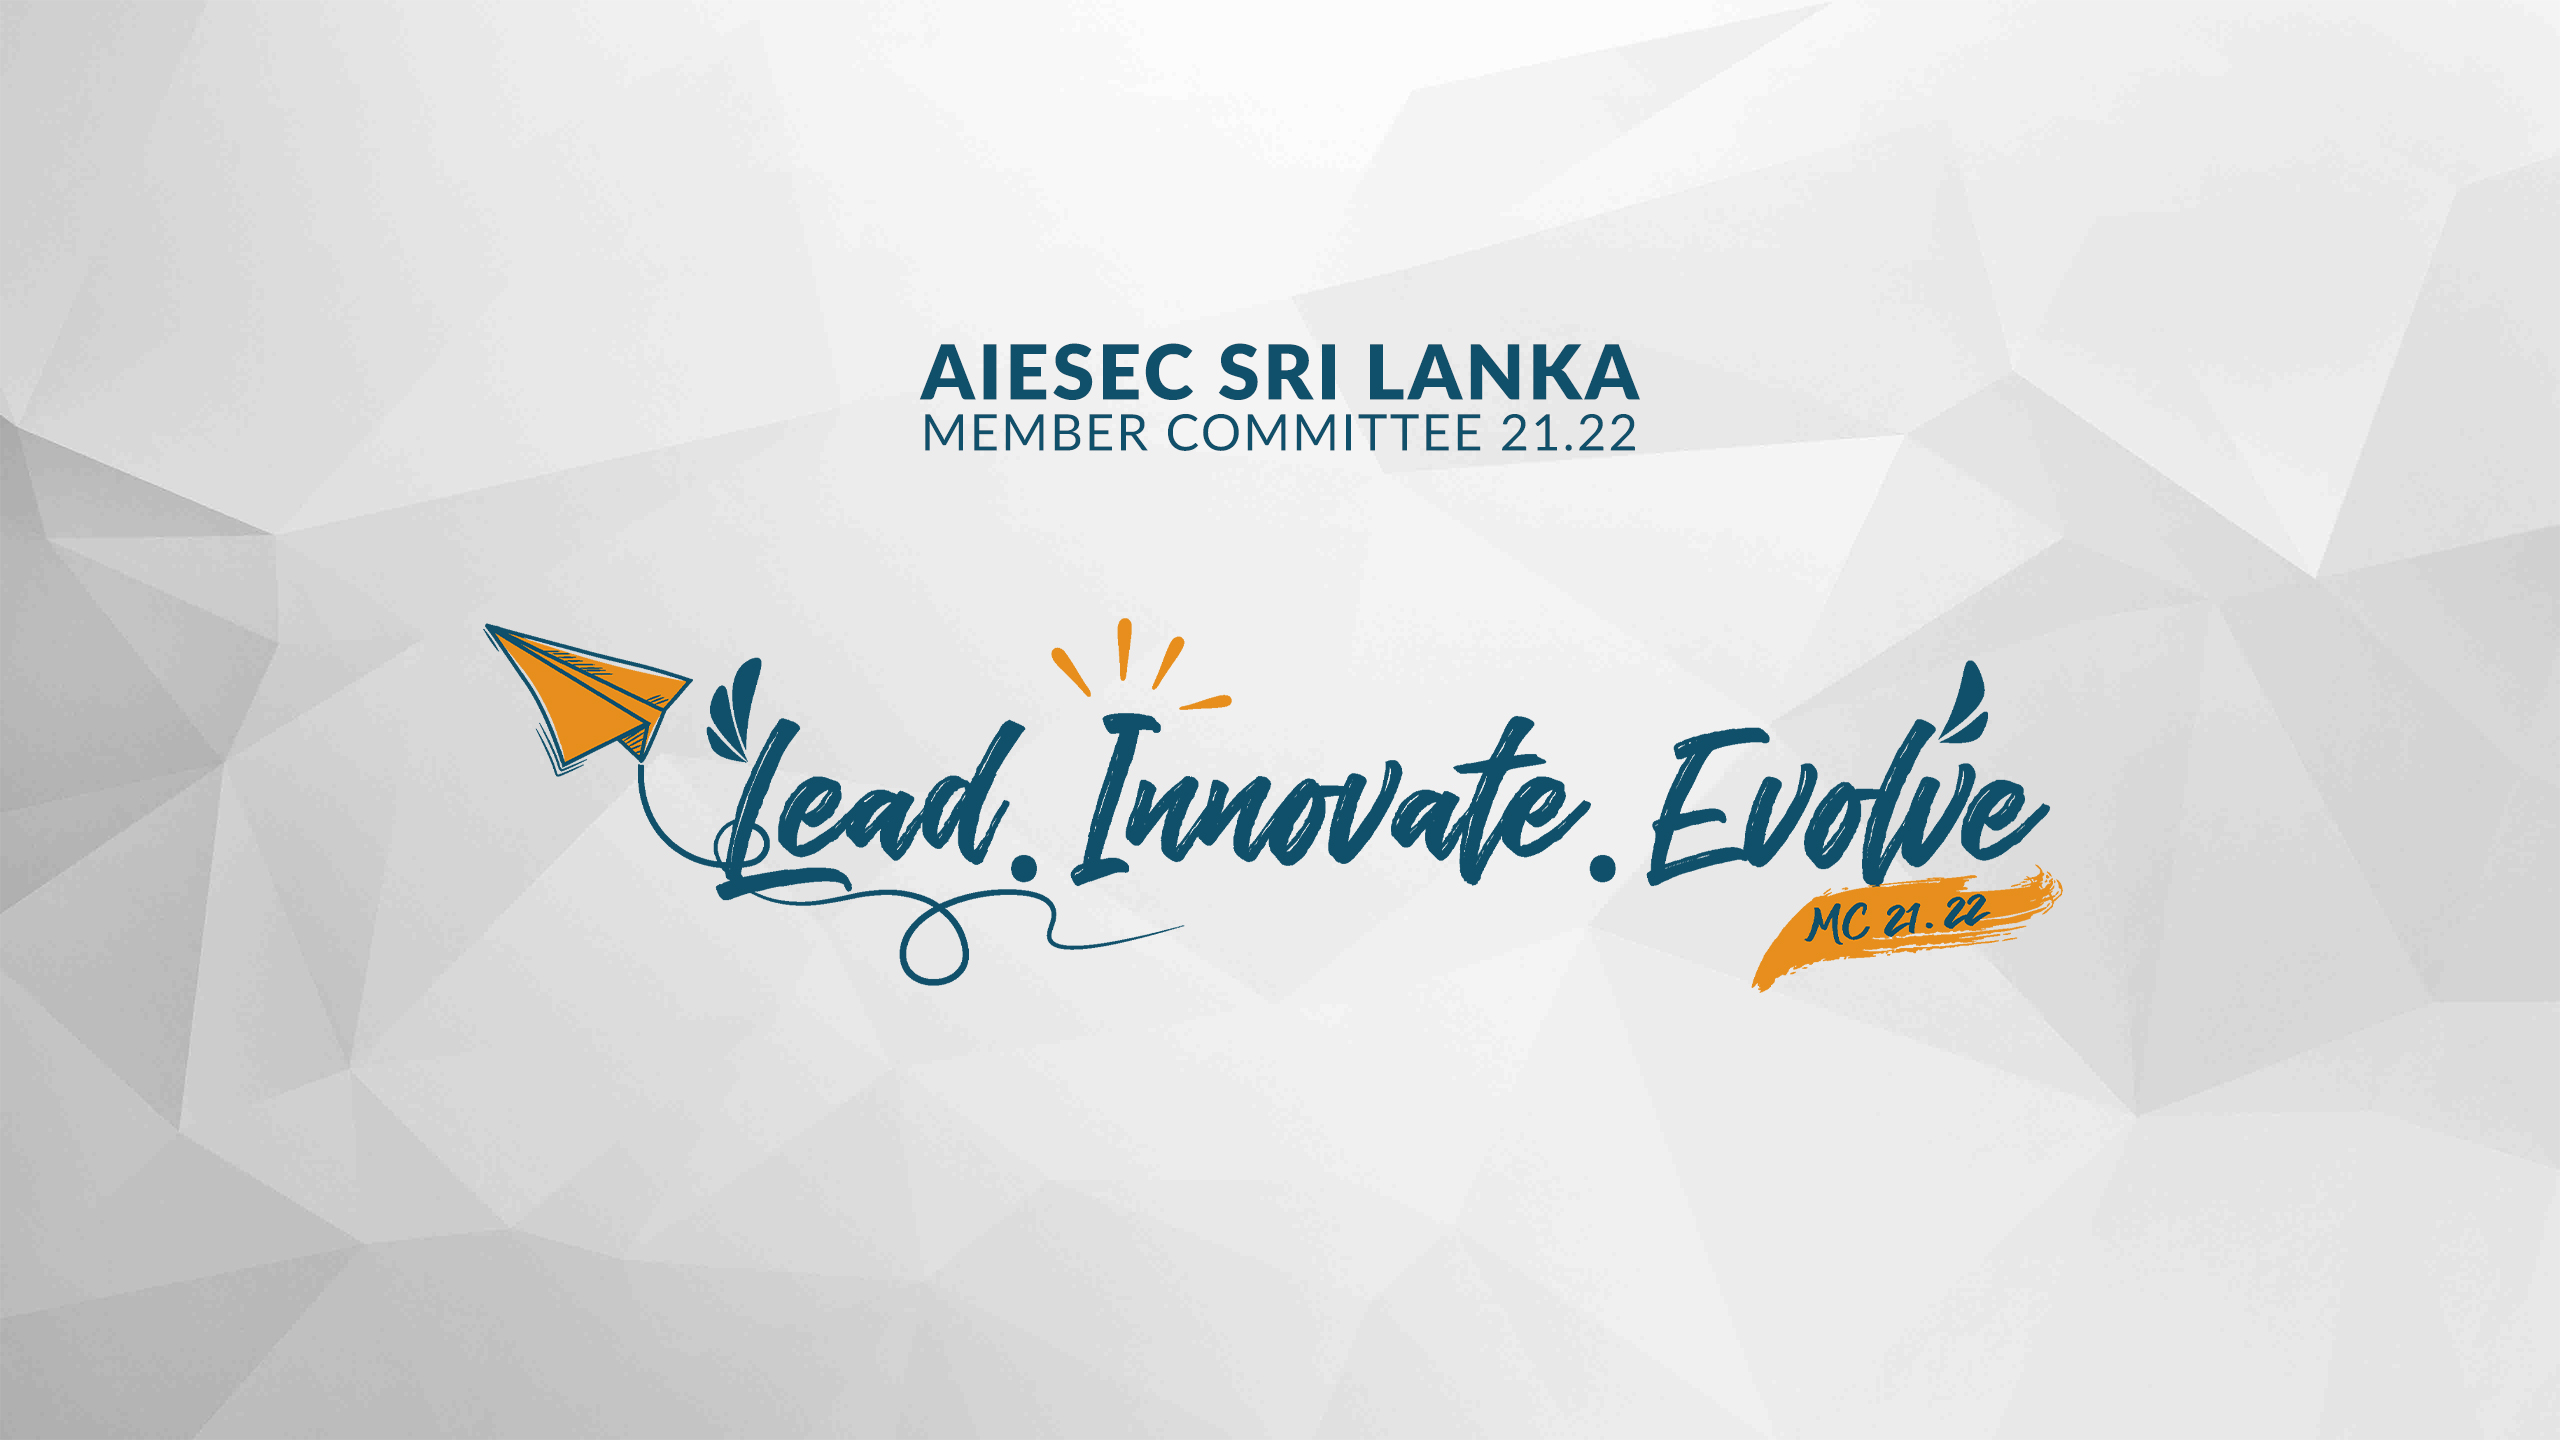 AIESEC SRI LANKA
MEMBER COMMITTEE 21.22
Lead. Innovate. Evolve
MC 21. 22